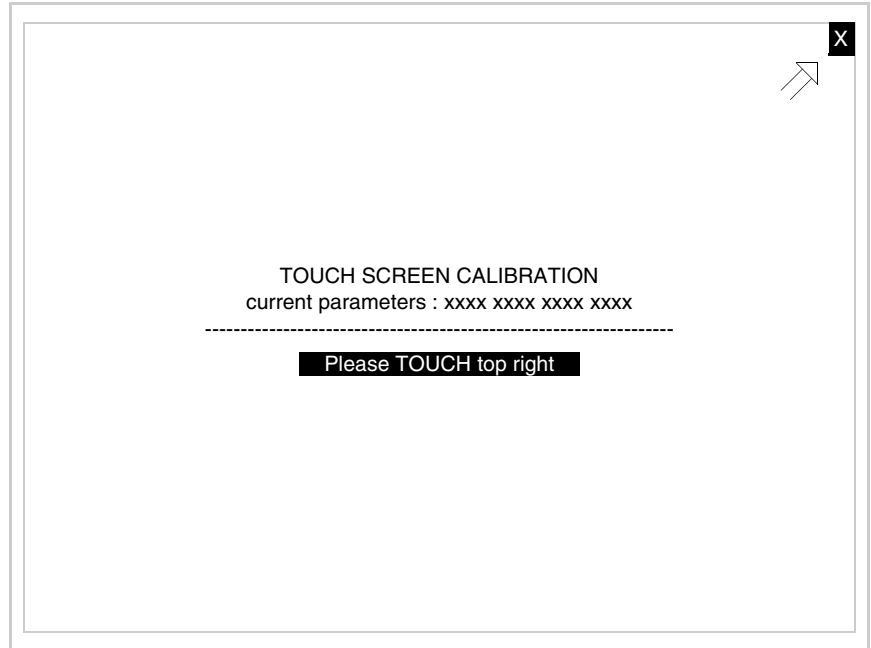 X
TOUCH SCREEN CALIBRATION
current parameters : xxxx xxxx xxxx xxxx
------------------------------------------------------------------
Please TOUCH top right